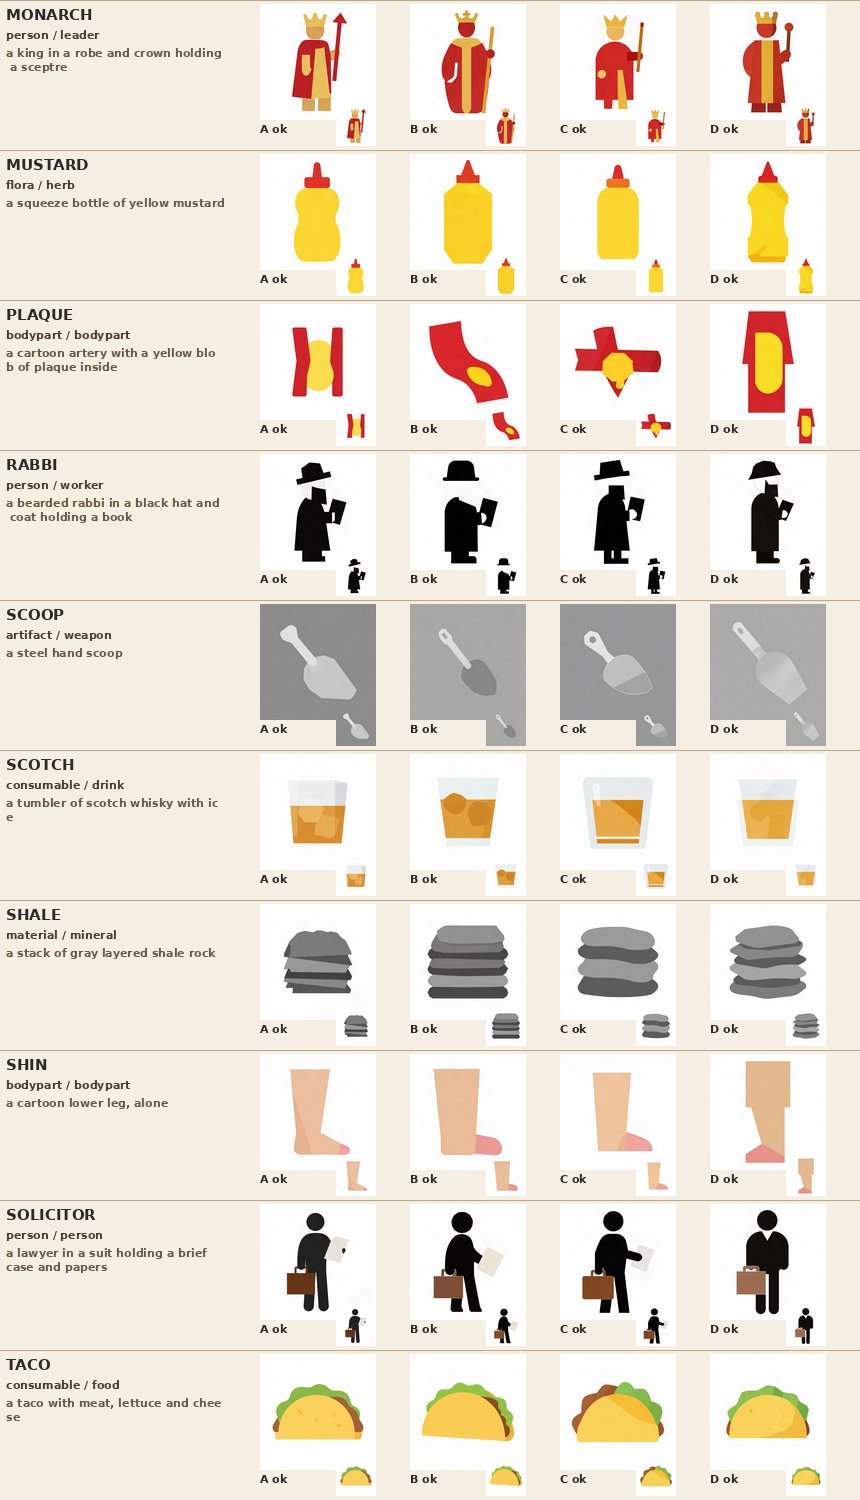 MONARCH
person / leader
a king in a robe and crown holding
a sceptre
A ok
B ok
C ok
D ok
MUSTARD
flora / herb
a squeeze bottle of yellow mustard
A ok
B ok
C ok
D ok
PLAQUE
bodypart / bodypart
a cartoon artery with a yellow blo
b of plaque inside
A ok
B ok
C ok
D ok
RABBI
person / worker
a bearded rabbi in a black hat and
coat holding a book
A ok
B ok
C ok
D ok
SCOOP
artifact / weapon
a steel hand scoop
A ok
B ok
C ok
D ok
SCOTCH
consumable / drink
a tumbler of scotch whisky with ic
e
A ok
B ok
C ok
D ok
SHALE
material / mineral
a stack of gray layered shale rock
A ok
B ok
C ok
D ok
SHIN
bodypart / bodypart
a cartoon lower leg, alone
A ok
B ok
C ok
D ok
SOLICITOR
person / person
a lawyer in a suit holding a brief
case and papers
A ok
B ok
C ok
D ok
TACO
consumable / food
a taco with meat, lettuce and chee
se
A ok
B ok
C ok
D ok